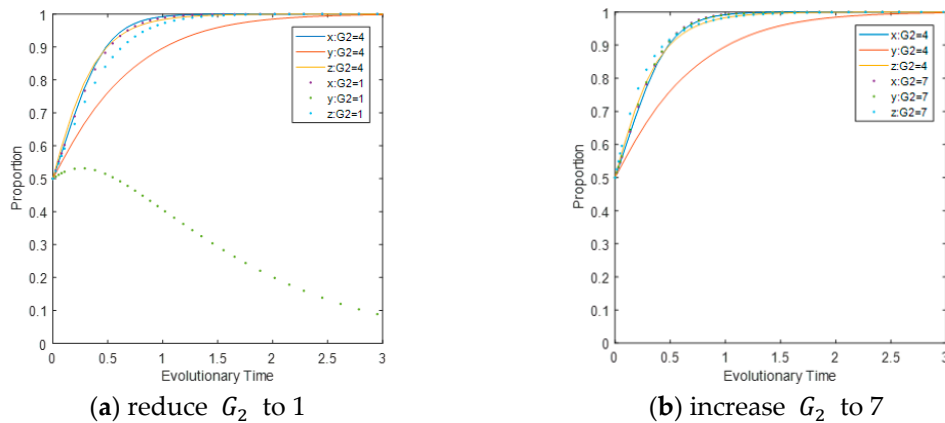 1
0.9
0.8
0.7
0.6
0.5
0.4
0.3
0.2
0.1
0
Proportion
x:G2=4
y:G2=4
z:G2=4
x:G2=1
y:G2=1
z:G2=1
0 0.5 1 1.5 2 2.5 3
Evolutionary Time
(a) reduce G₂ to 1
1
0.9
0.8
0.7
0.6
0.5
0.4
0.3
0.2
0.1
0
Proportion
x:G2=4
y:G2=4
z:G2=4
x:G2=7
y:G2=7
z:G2=7
0 0.5 1 1.5 2 2.5 3
Evolutionary Time
(b) increase G₂ to 7